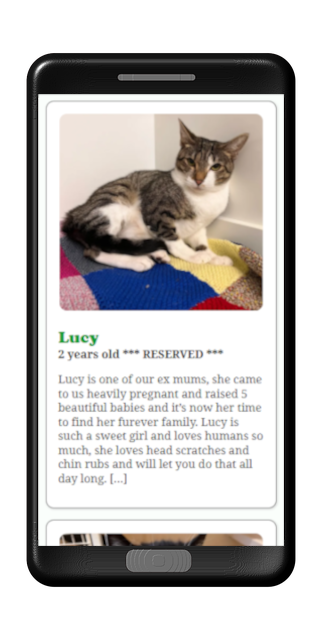 Lucy
2 years old *** RESERVED ***
Lucy is one of our ex mums, she came
to us heavily pregnant and raised 5
beautiful babies and it's now her time
to find her furever family. Lucy is
such a sweet girl and loves humans so
much, she loves head scratches and
chin rubs and will let you do that all
day long. [...]